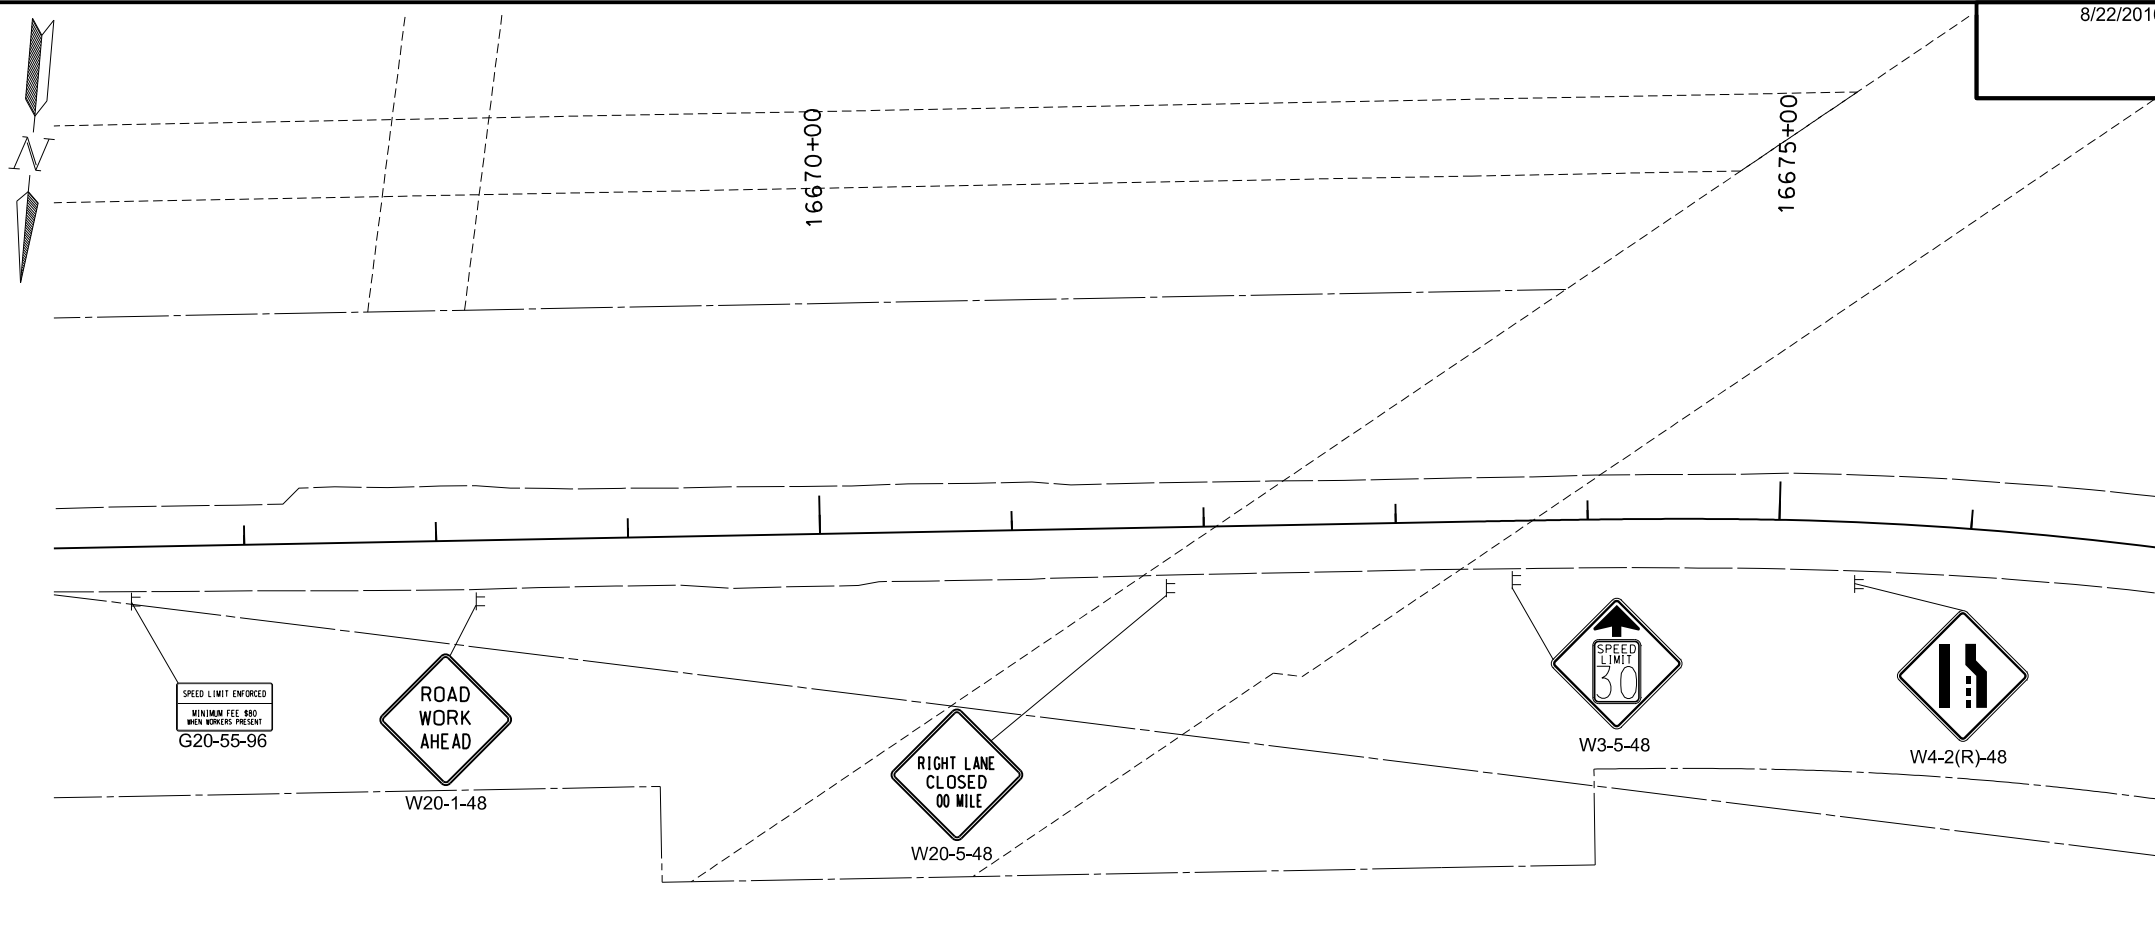 8/22/201
N
16670+00
16675+00
SPEED LIMIT ENFORCED
MINIMUM FEE $80
WHEN WORKERS PRESENT
G20-55-96
ROAD
WORK
AHEAD
W20-1-48
RIGHT LANE
CLOSED
00 MILE
W20-5-48
SPEED
LIMIT
30
W3-5-48
W4-2(R)-48